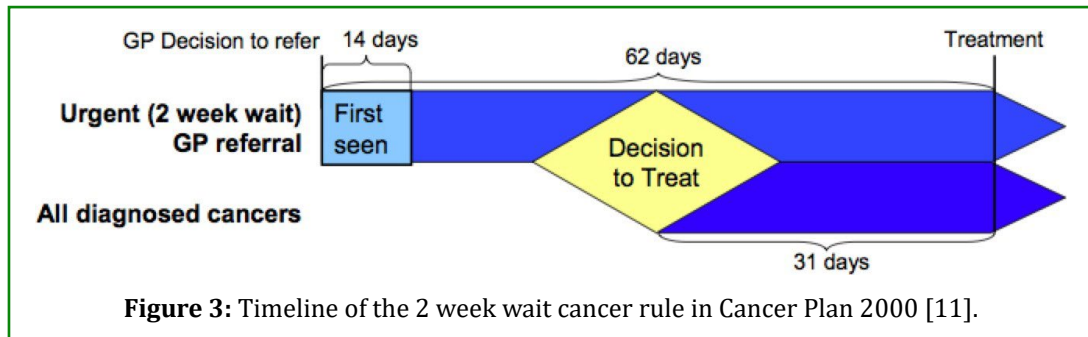 GP Decision to refer
14 days
Treatment
62 days
Urgent (2 week wait)
GP referral
First
seen
Decision
to Treat
All diagnosed cancers
31 days
Figure 3: Timeline of the 2 week wait cancer rule in Cancer Plan 2000 [11].